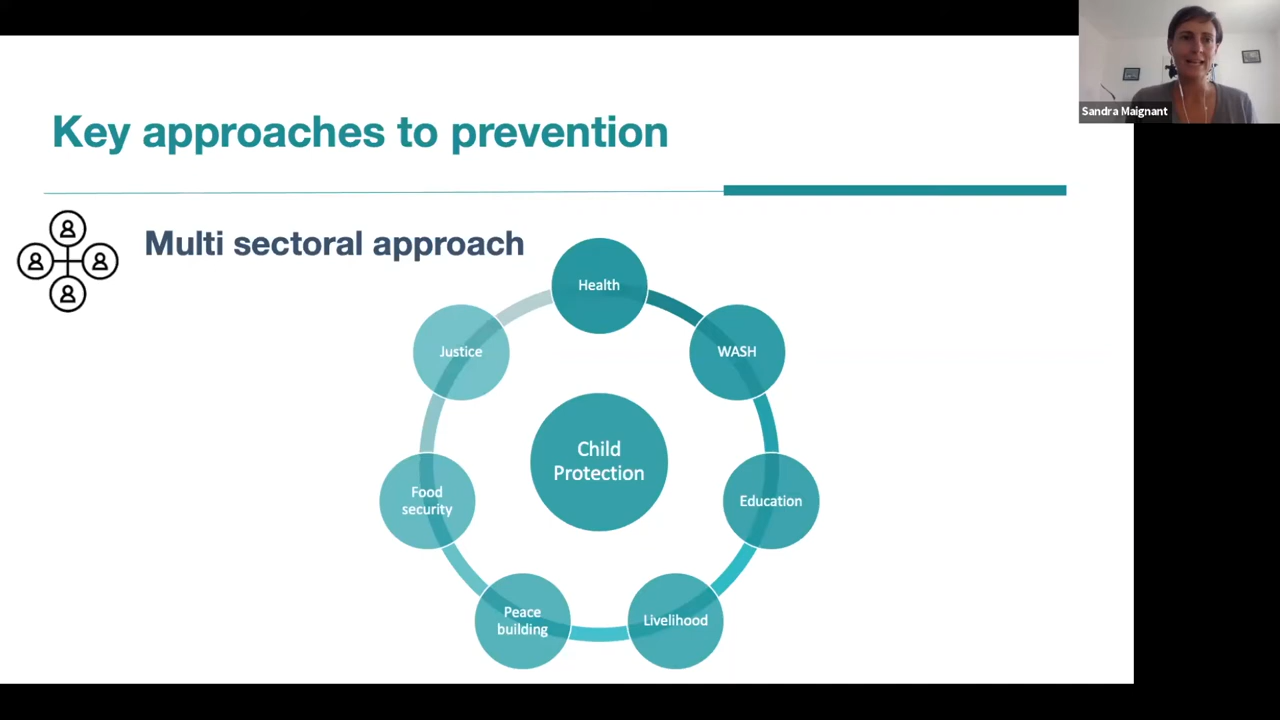 Sandra Maignant
Key approaches to prevention
Multi sectoral approach
Health
Justice
WASH
Child
Protection
Food
security
Education
Peace
building
Livelihood